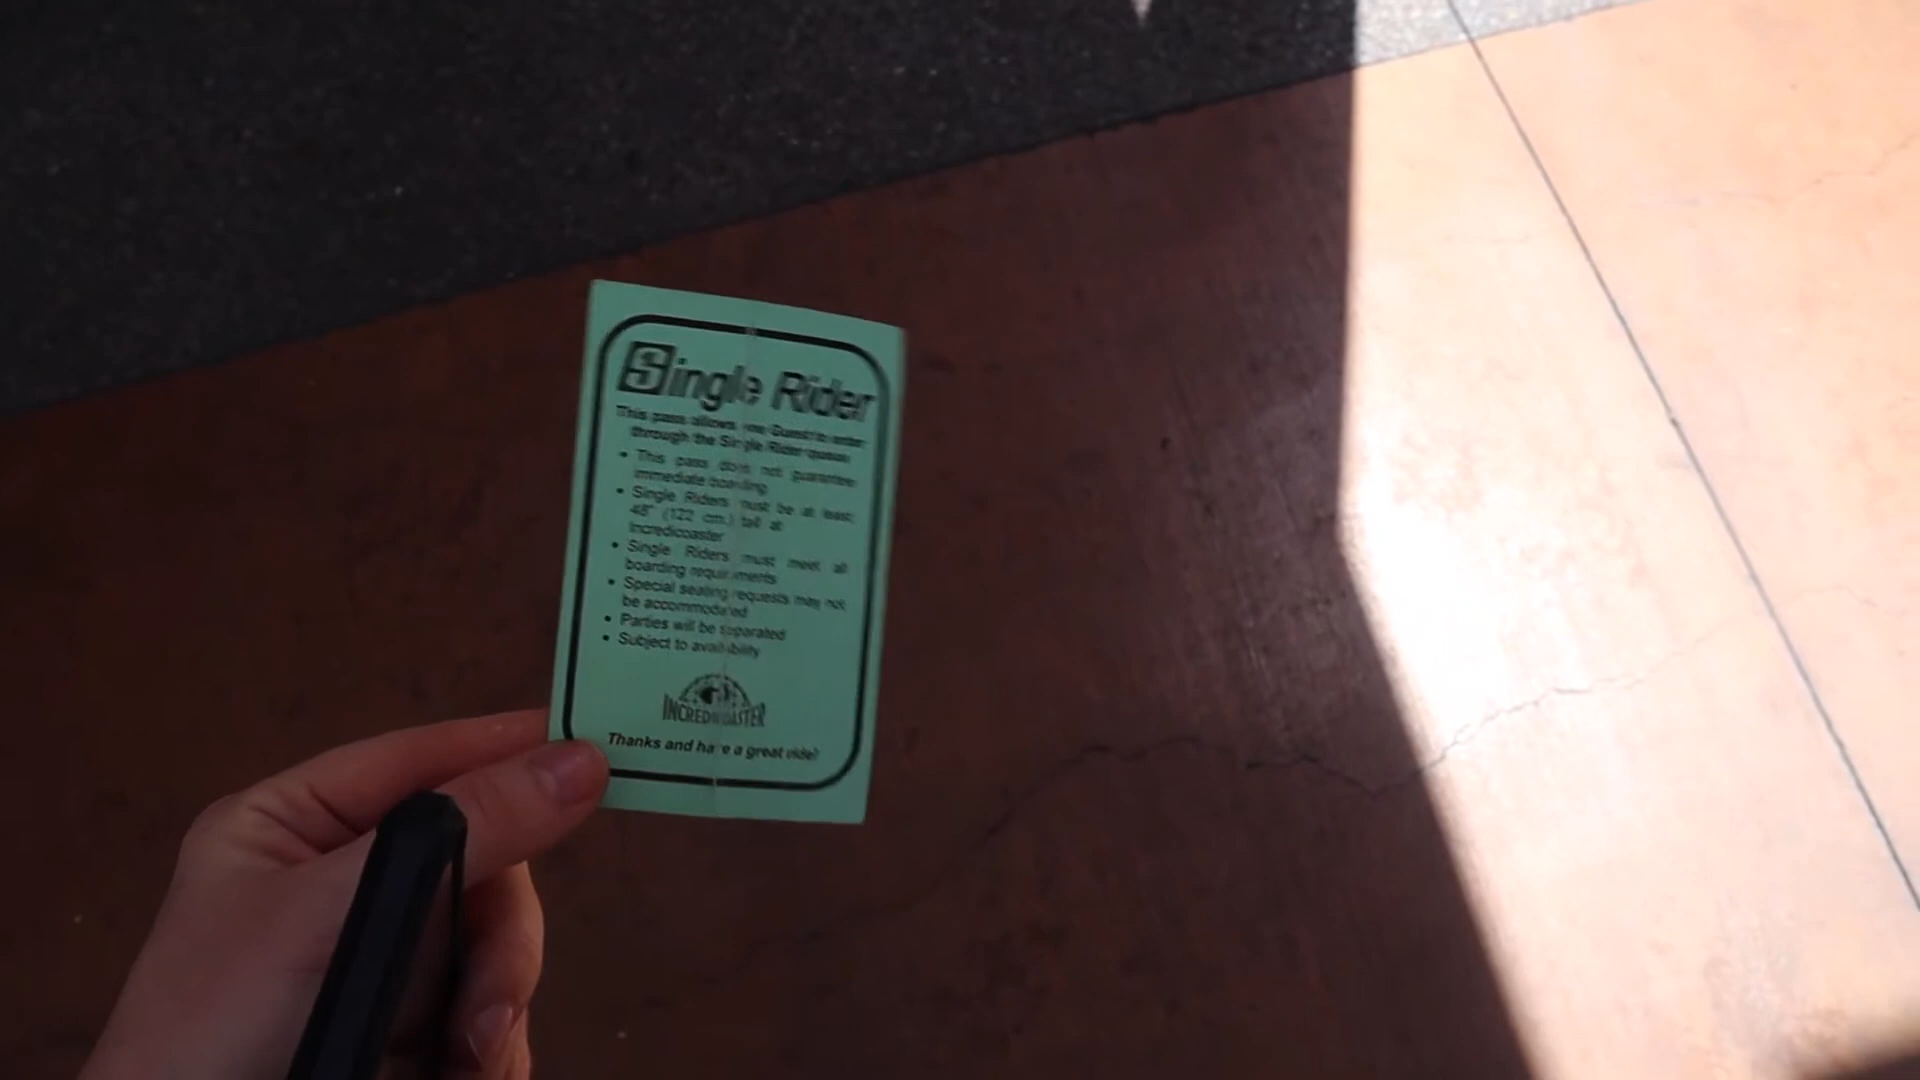 Single Rider
This pass allows one Guest to enter
through the Single Rider queue
• This pass does not guarantee
immediate boarding
• Single Riders must be at least
48" (122 cm.) tall at
Incredicoaster
• Single Riders must meet all
boarding requirements
• Special seating requests may not
be accommodated
• Parties will be separated
• Subject to availability
INCREDICOASTER
Thanks and have a great ride!